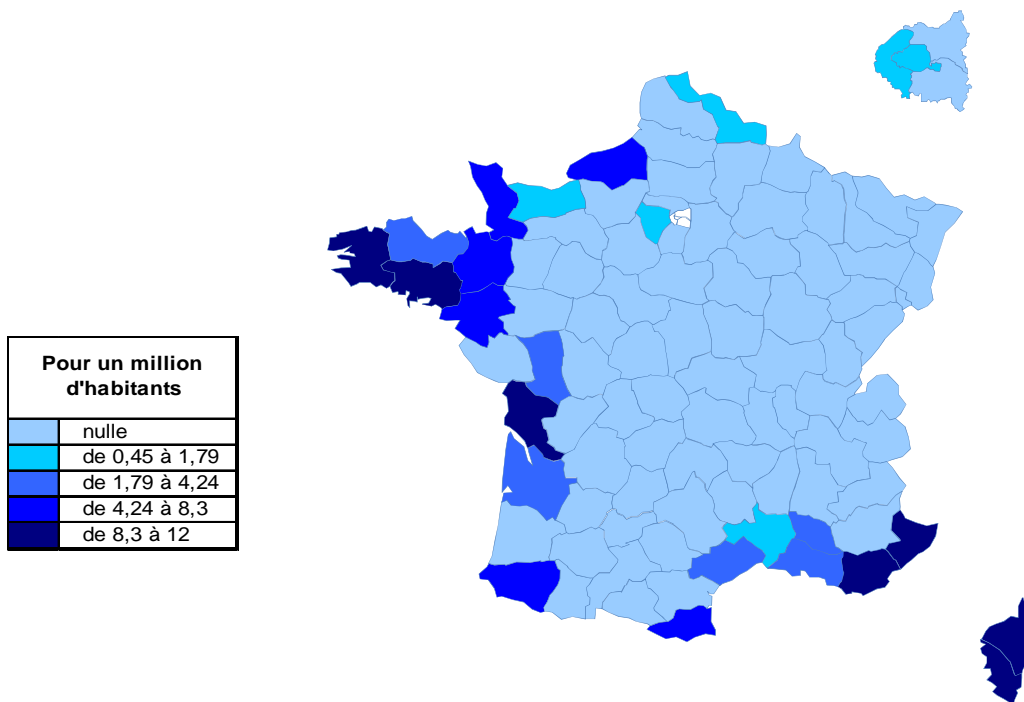 Pour un million
d'habitants
nulle
de 0,45 à 1,79
de 1,79 à 4,24
de 4,24 à 8,3
de 8,3 à 12